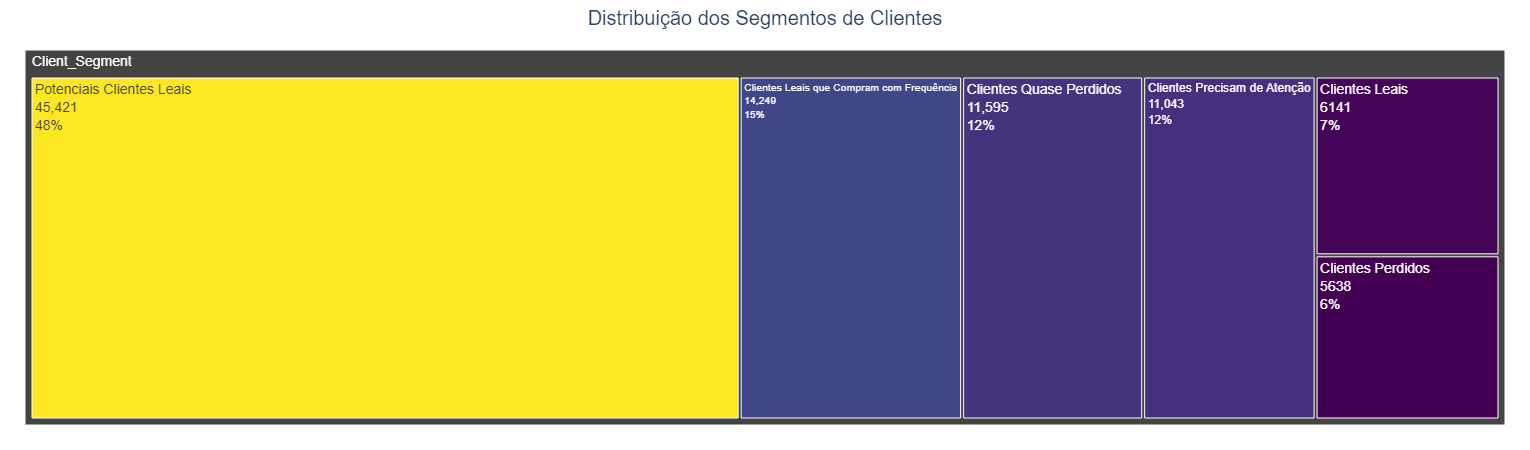 Distribuição dos Segmentos de Clientes
Client_Segment
Potenciais Clientes Leais
45,421
48%
Clientes Leais que Compram com Frequência
14,249
15%
Clientes Quase Perdidos
11,595
12%
Clientes Precisam de Atenção
11,043
12%
Clientes Leais
6141
7%
Clientes Perdidos
5638
6%